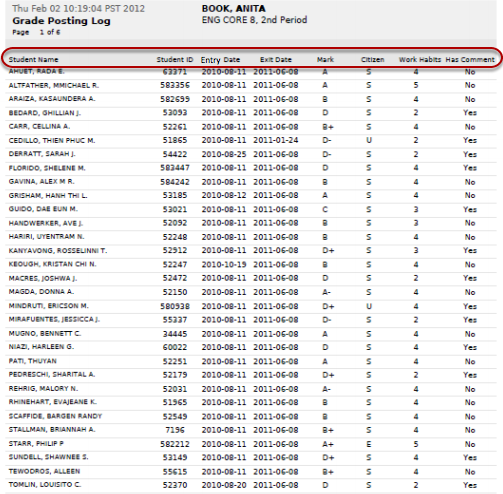 Thu Feb 02 10:19:04 PST 2012 BOOK, ANITA
Grade Posting Log ENG CORE 8, 2nd Period
Page 1 of 6
Student Name Student ID Entry Date Exit Date Mark Citizen Work Habits Has Comment
AHUET, RADA E. 63371 2010-08-11 2011-06-08 A S 4 No
ALTFATHER, MMICHAEL R. 583356 2010-08-11 2011-06-08 A S 5 No
ARAIZA, KASAUNDERA A. 582699 2010-08-11 2011-06-08 B S 4 No
BEDARD, GHILLIAN J. 53093 2010-08-11 2011-06-08 D S 2 Yes
CARR, CELLINA A. 52261 2010-08-11 2011-06-08 B+ S 4 No
CEDILLO, THIEN PHUC M. 51865 2010-08-11 2011-01-24 D- U 2 Yes
DERRATT, SARAH J. 54422 2010-08-25 2011-06-08 D- S 2 Yes
FLORIDO, SHELENE M. 583447 2010-08-11 2011-06-08 D S 4 Yes
GAVINA, ALEX M R. 584242 2010-08-11 2011-06-08 B S 4 No
GRISHAM, HANH THI L. 53185 2010-08-12 2011-06-08 A S 4 No
GUIDO, DAE EUN M. 53021 2010-08-11 2011-06-08 C S 3 Yes
HANDWERKER, AVE J. 52092 2010-08-11 2011-06-08 B S 3 No
HARIRI, UYENTRAM N. 52248 2010-08-11 2011-06-08 B S 4 No
KANYAVONG, ROSSELINNI T. 52912 2010-08-11 2011-06-08 D+ S 3 Yes
KEOUGH, KRISTAN CHI N. 52247 2010-10-19 2011-06-08 B S 4 No
MACRES, JOSHWA J. 52472 2010-08-11 2011-06-08 D S 2 Yes
MAGDA, DONNA A. 52150 2010-08-11 2011-06-08 A- S 4 No
MINDRUTI, ERICSON M. 580938 2010-08-11 2011-06-08 D+ U 4 Yes
MIRAFUENTES, JESSICCA J. 55337 2010-08-11 2011-06-08 D- S 2 Yes
MUGNO, BENNETT C. 34445 2010-08-11 2011-06-08 A S 4 No
NIAZI, HARLEEN G. 60022 2010-08-11 2011-06-08 D S 4 Yes
PATI, THUYAN 52251 2010-08-11 2011-06-08 A S 4 No
PEDRESCHI, SHARITAL A. 52179 2010-08-11 2011-06-08 D+ S 2 Yes
REHRIG, MALORY N. 52031 2010-08-11 2011-06-08 A- S 4 No
RHINEHART, EVAJEANE K. 51965 2010-08-11 2011-06-08 B S 4 No
SCAFFIDE, BARGEN RANDY 52549 2010-08-11 2011-06-08 B S 4 No
STALLMAN, BRIANNAH A. 7196 2010-08-11 2011-06-08 B+ S 4 No
STARR, PHILIP P 582212 2010-08-11 2011-06-08 A+ E 5 No
SUNDELL, SHAWNEE S. 53149 2010-08-11 2011-06-08 D+ S 4 Yes
TEWODROS, ALLEEN 55615 2010-08-11 2011-06-08 B+ S 4 No
TOMLIN, LOUISITO C. 52370 2010-08-20 2011-06-08 D S 2 Yes